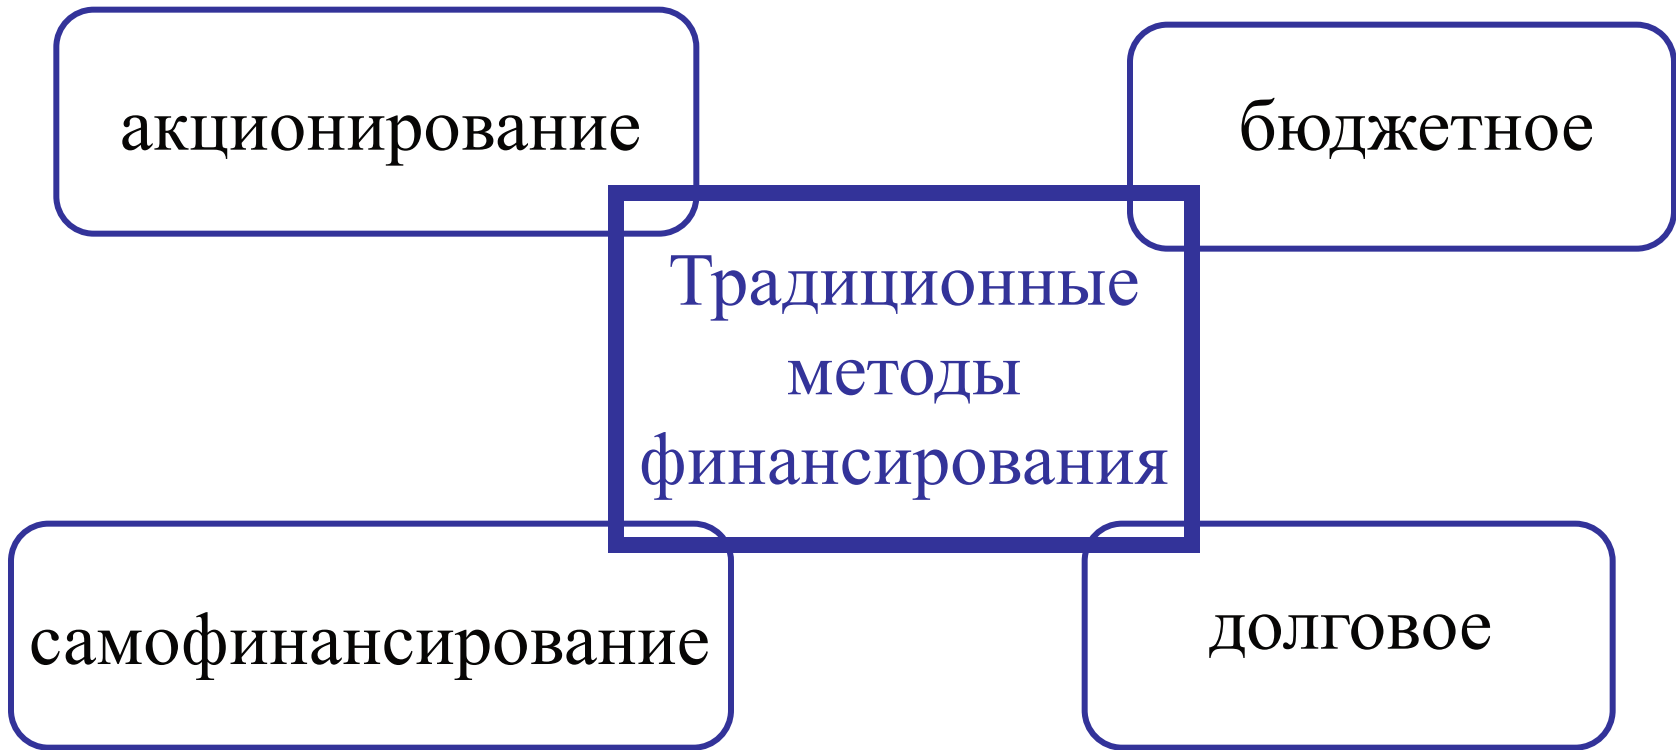 акционирование
бюджетное
Традиционные
методы
финансирования
самофинансирование
долговое